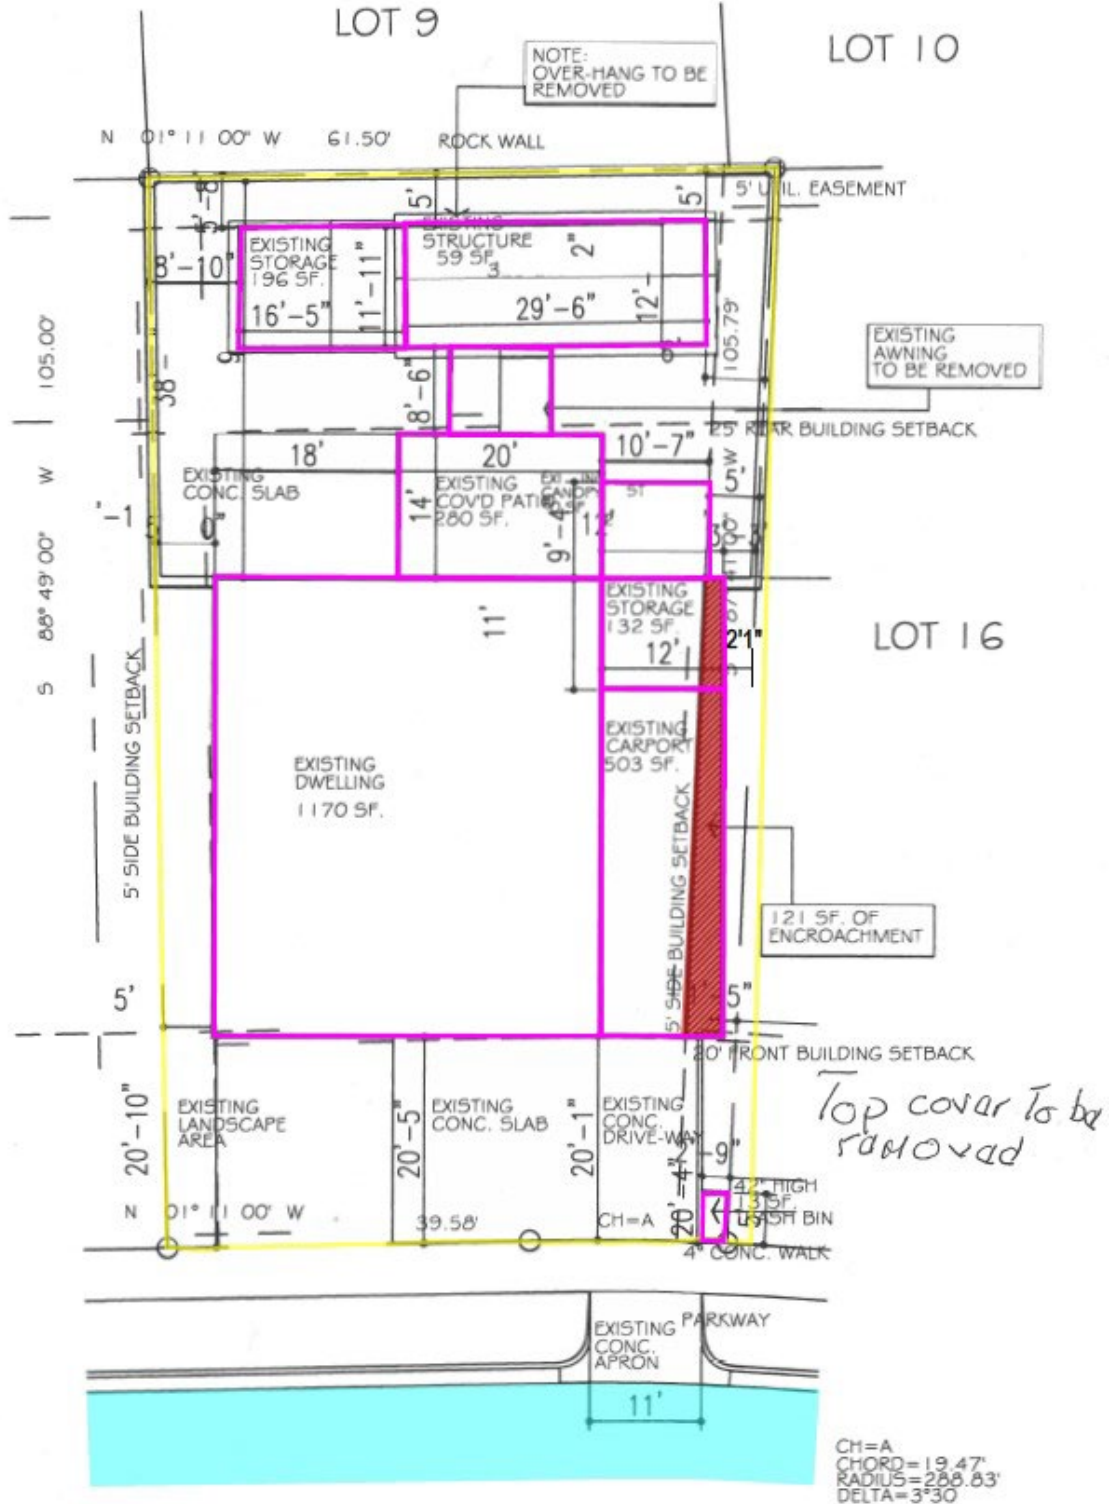 LOT 9
LOT 10
NOTE:
OVER-HANG TO BE
REMOVED
N 01° 11 00" W 61.50' ROCK WALL
5' UTIL. EASEMENT
5'
5'
8'-10"
EXISTING
STORAGE
196 SF.
16'-5"
11'-11"
EXISTING
STRUCTURE
59 SF.
3
2"
12'-
29'-6"
105.00'
105.79'
EXISTING
AWNING
TO BE REMOVED
38'-
8'-6"
25' REAR BUILDING SETBACK
18'
20'
10'-7"
5'
EXISTING
CONC. SLAB
EXISTING
COV'D PATIO
280 SF.
14'
9'-4"
12'
S 88° 49' 00" W
11'
EXISTING
STORAGE
132 SF.
12'
2'1"
LOT 16
5' SIDE BUILDING SETBACK
EXISTING
DWELLING
1170 SF.
EXISTING
CARPORT
503 SF.
5' SIDE BUILDING SETBACK
121 SF. OF
ENCROACHMENT
5'
5"
20' FRONT BUILDING SETBACK
Top cover To be
removed
20'-10"
EXISTING
LANDSCAPE
AREA
20'-5"
EXISTING
CONC. SLAB
20'-1"
EXISTING
CONC.
DRIVE-WAY
-9"
20'-4"
42" HIGH
13 SF.
TRASH BIN
N 01° 11 00' W
39.58'
CH=A
4' CONC. WALK
PARKWAY
EXISTING
CONC.
APRON
11'
CH=A
CHORD=19.47'
RADIUS=288.83'
DELTA=3°30